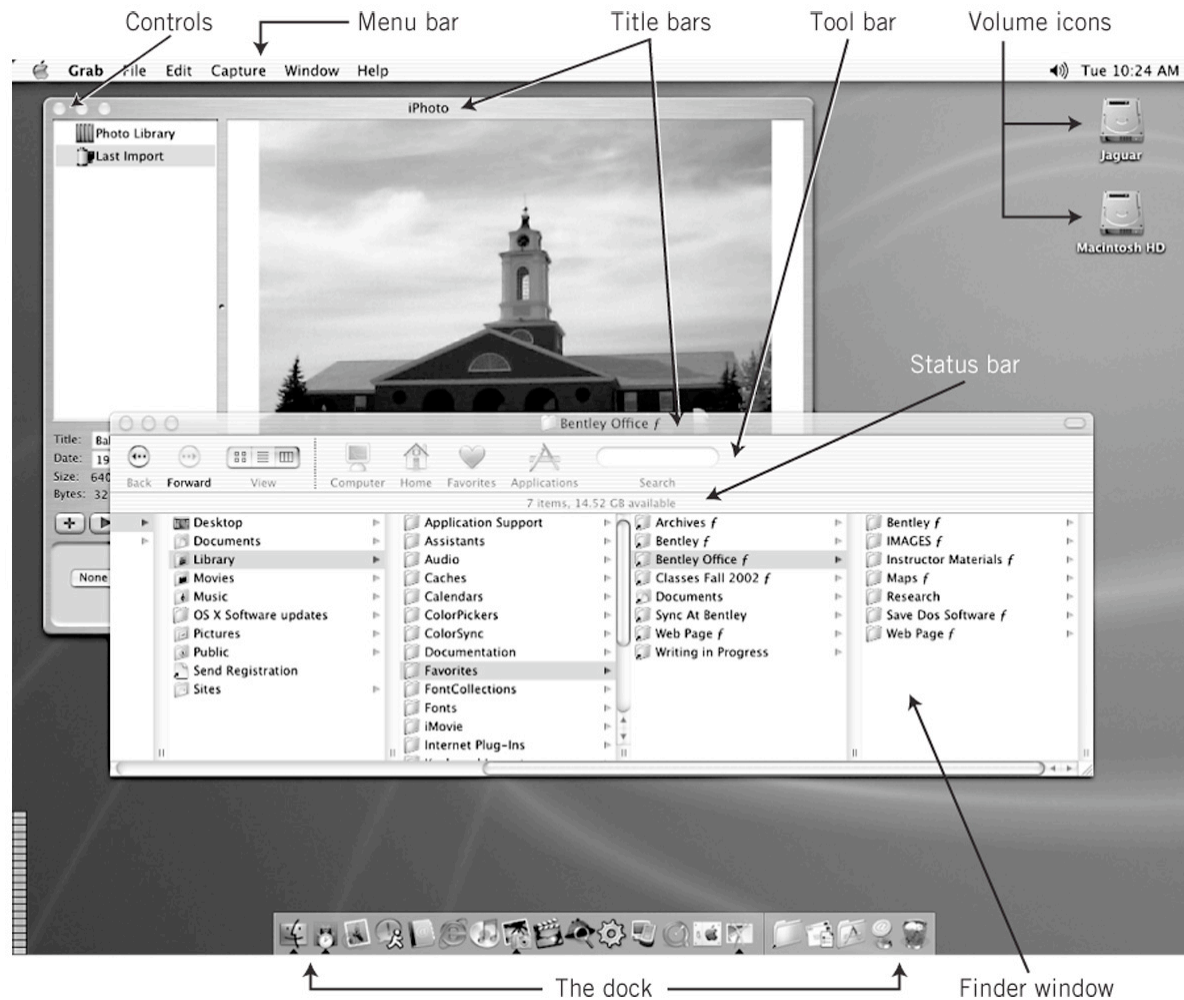 Controls Menu bar Title bars Tool bar Volume icons
Grab File Edit Capture Window Help Tue 10:24 AM
iPhoto
Photo Library
Last Import
Jaguar
Macintosh HD
Status bar
Bentley Office ƒ
Title:
Date: 19
Size: 640
Bytes: 32
None
Back Forward View Computer Home Favorites Applications Search
7 items, 14.52 GB available
Desktop
Documents
Library
Movies
Music
OS X Software updates
Pictures
Public
Send Registration
Sites
Application Support
Assistants
Audio
Caches
Calendars
ColorPickers
ColorSync
Documentation
Favorites
FontCollections
Fonts
iMovie
Internet Plug-Ins
Archives ƒ
Bentley ƒ
Bentley Office ƒ
Classes Fall 2002 ƒ
Documents
Sync At Bentley
Web Page ƒ
Writing in Progress
Bentley ƒ
IMAGES ƒ
Instructor Materials ƒ
Maps ƒ
Research
Save Dos Software ƒ
Web Page ƒ
The dock Finder window